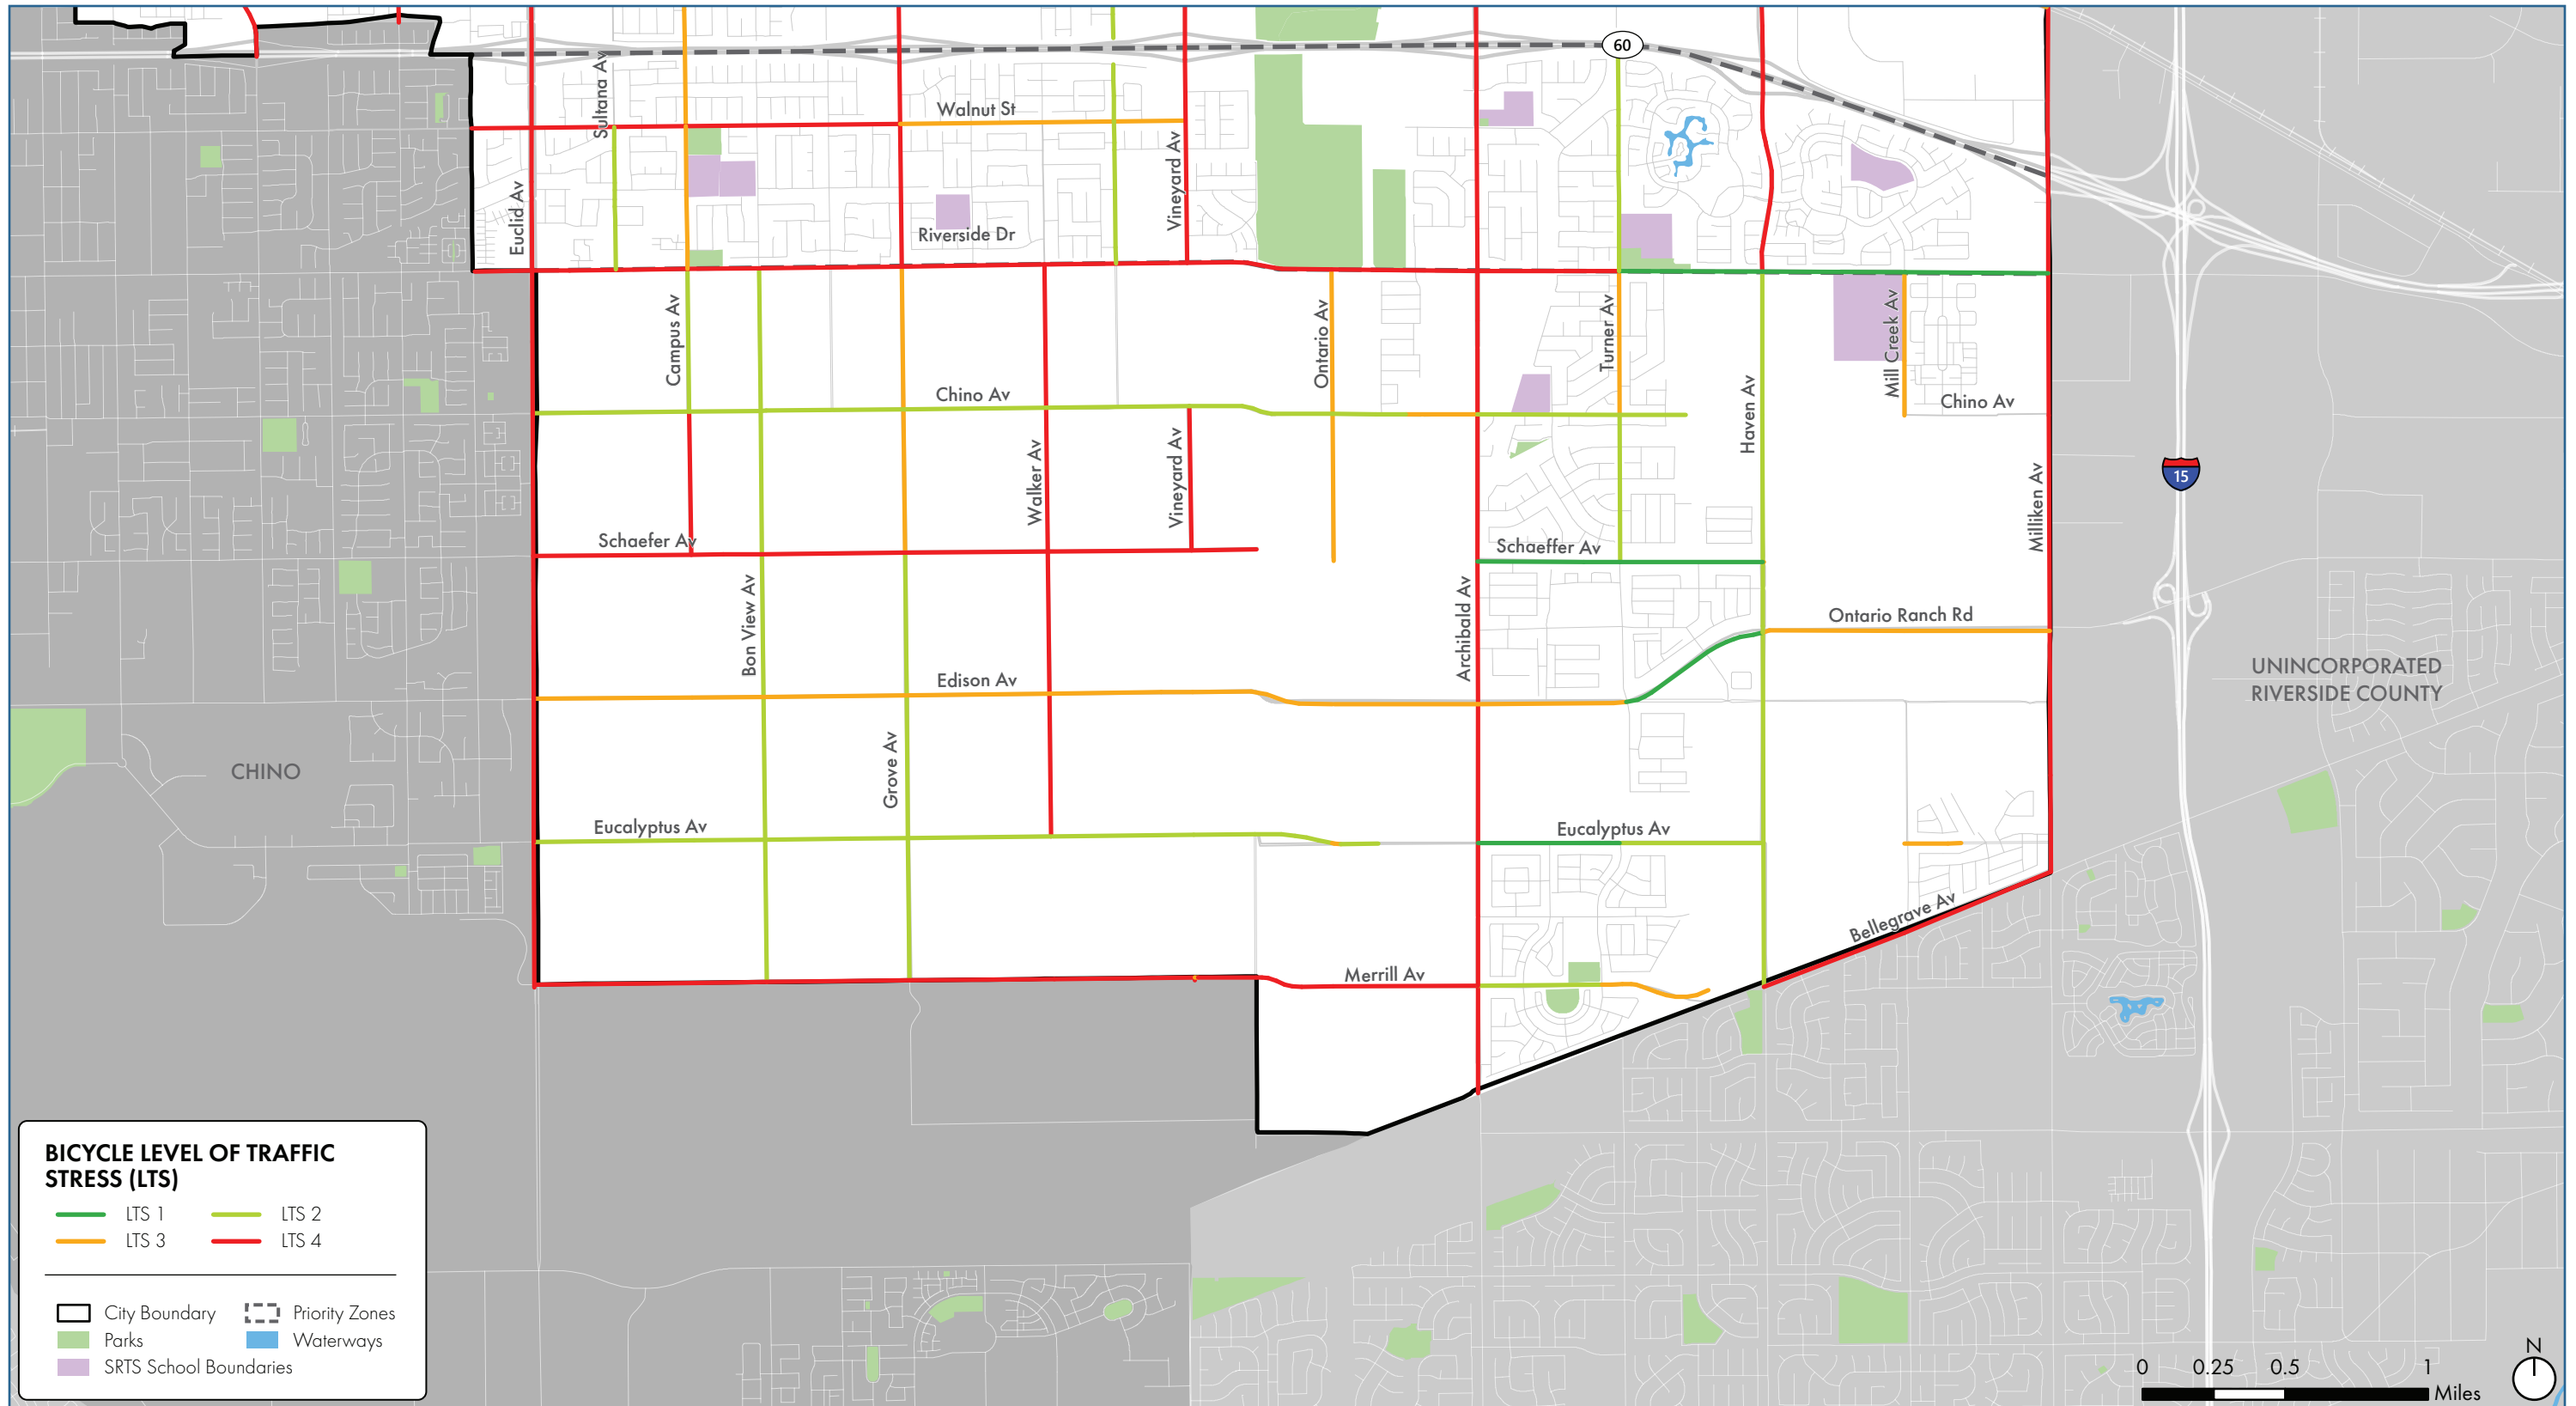 60
Sultana Av
Walnut St
Vineyard Av
Euclid Av
Riverside Dr
Campus Av
Ontario Av
Turner Av
Mill Creek Av
Chino Av
Chino Av
Haven Av
Walker Av
Vineyard Av
Milliken Av
15
Schaefer Av
Schaeffer Av
Bon View Av
Archibald Av
Ontario Ranch Rd
Edison Av
UNINCORPORATED
RIVERSIDE COUNTY
Grove Av
CHINO
Eucalyptus Av
Eucalyptus Av
Bellegrave Av
Merrill Av
BICYCLE LEVEL OF TRAFFIC
STRESS (LTS)
LTS 1 LTS 2
LTS 3 LTS 4
City Boundary Priority Zones
Parks Waterways
SRTS School Boundaries
N
0 0.25 0.5 1
Miles